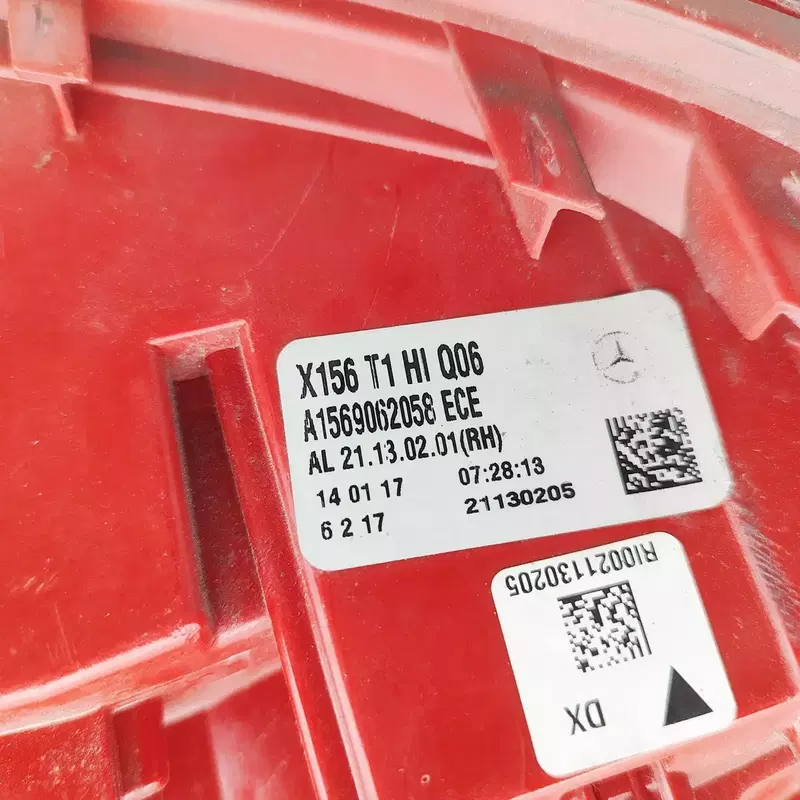 X156 T1 HI Q06
A1569062058 ECE
AL 21.13.02.01(RH)
14 01 17 07:28:13
6 2 17 21130205
RI0021130205
DX